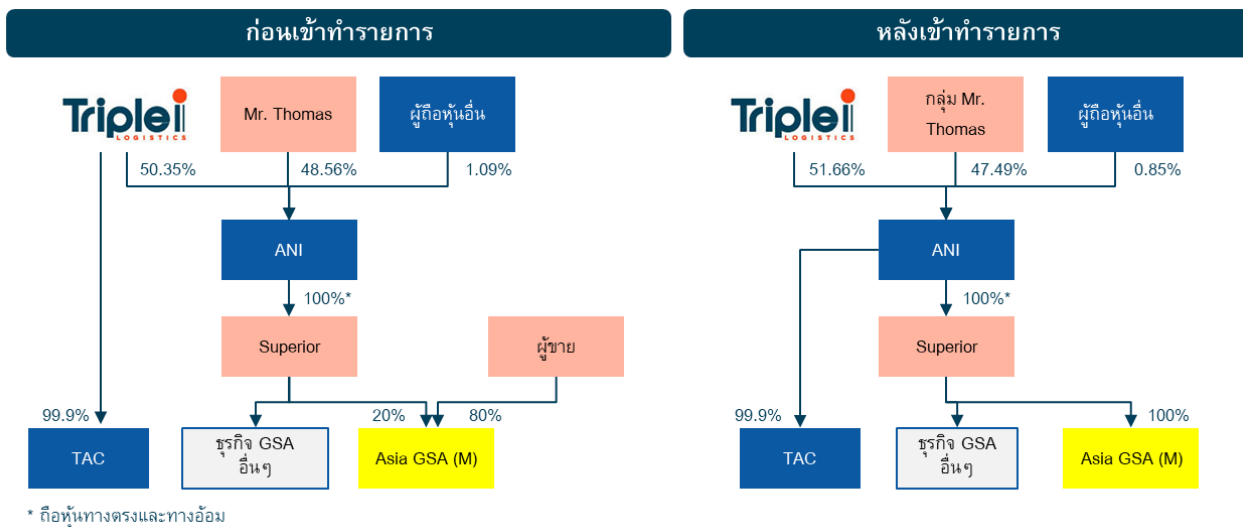 ก่อนเข้าทำรายการ
Triplei
LOGISTICS
Mr. Thomas
ผู้ถือหุ้นอื่น
50.35%
48.56%
1.09%
ANI
100%*
Superior
ผู้ขาย
99.9%
20%
80%
TAC
ธุรกิจ GSA
อื่นๆ
Asia GSA (M)
* ถือหุ้นทางตรงและทางอ้อม
หลังเข้าทำรายการ
Triplei
LOGISTICS
กลุ่ม Mr.
Thomas
ผู้ถือหุ้นอื่น
51.66%
47.49%
0.85%
ANI
100%*
Superior
99.9%
100%
TAC
ธุรกิจ GSA
อื่นๆ
Asia GSA (M)